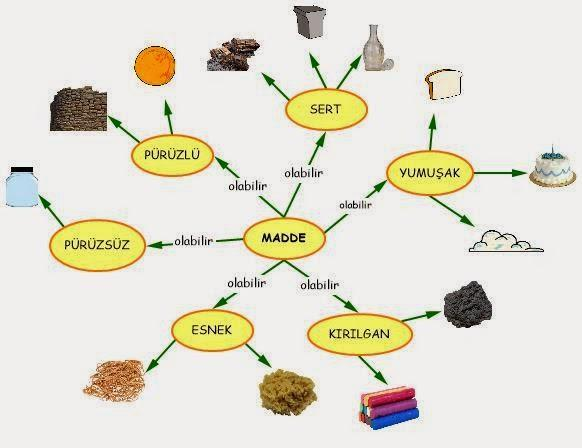 SERT
PÜRÜZLÜ
YUMUŞAK
olabilir
olabilir
olabilir
PÜRÜZSÜZ
olabilir
MADDE
olabilir
olabilir
ESNEK
KIRILGAN